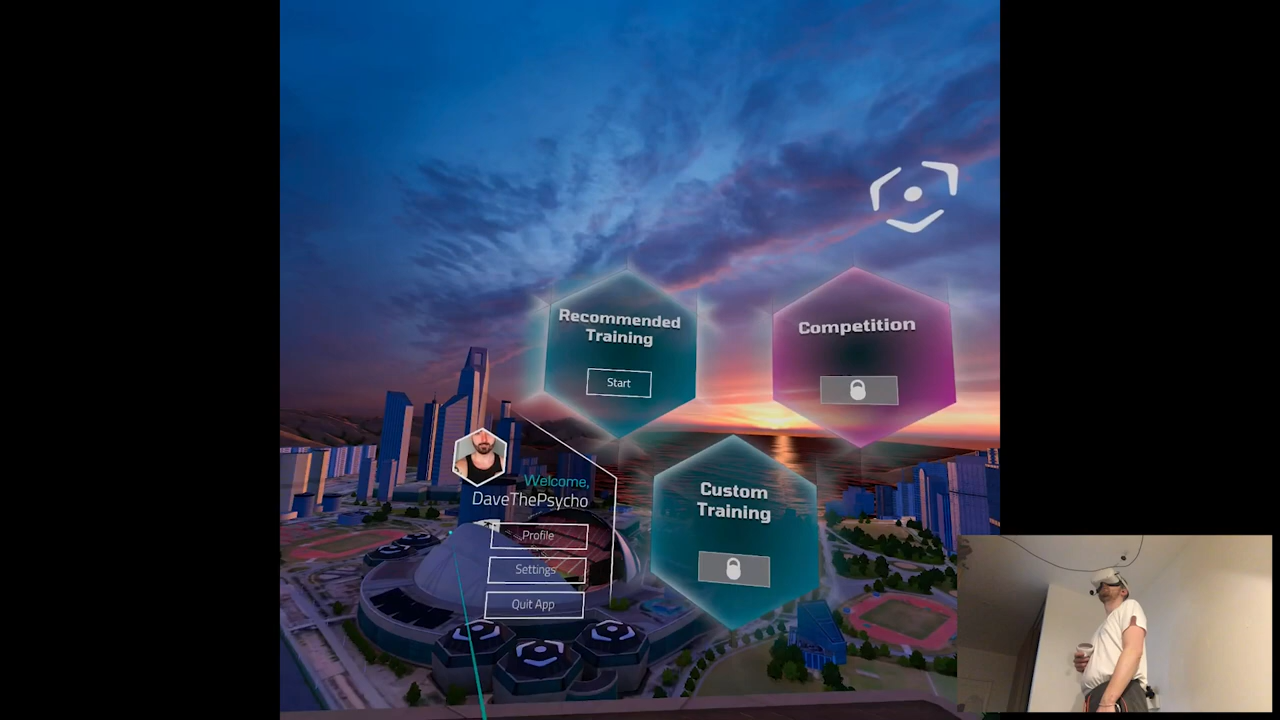 Recommended
Training
Start
Competition
Custom
Training
Welcome,
DaveThePsycho
Profile
Settings
Quit App